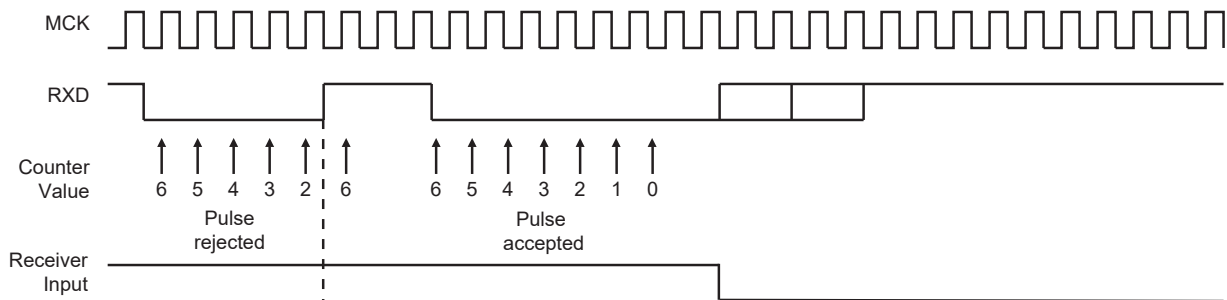 MCK
RXD
Counter
Value
6 5 4 3 2 6 6 5 4 3 2 1 0
Pulse
rejected
Pulse
accepted
Receiver
Input